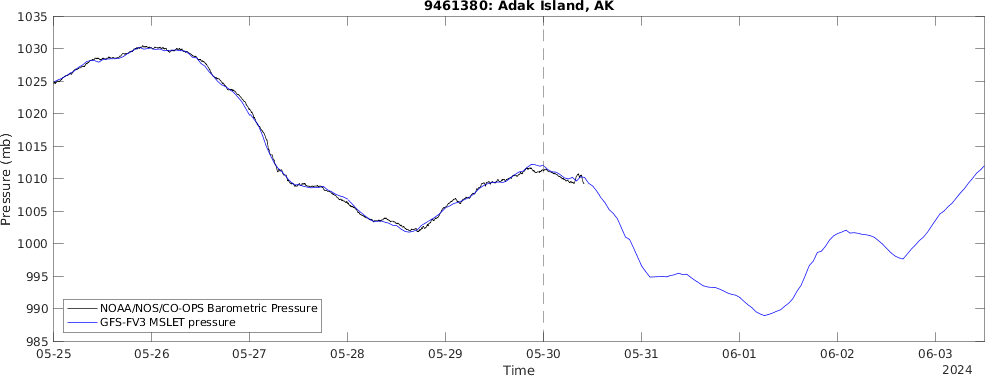 9461380: Adak Island, AK
Pressure (mb)
1035
1030
1025
1020
1015
1010
1005
1000
995
990
985
NOAA/NOS/CO-OPS Barometric Pressure
GFS-FV3 MSLET pressure
05-25 05-26 05-27 05-28 05-29 05-30 05-31 06-01 06-02 06-03
Time
2024